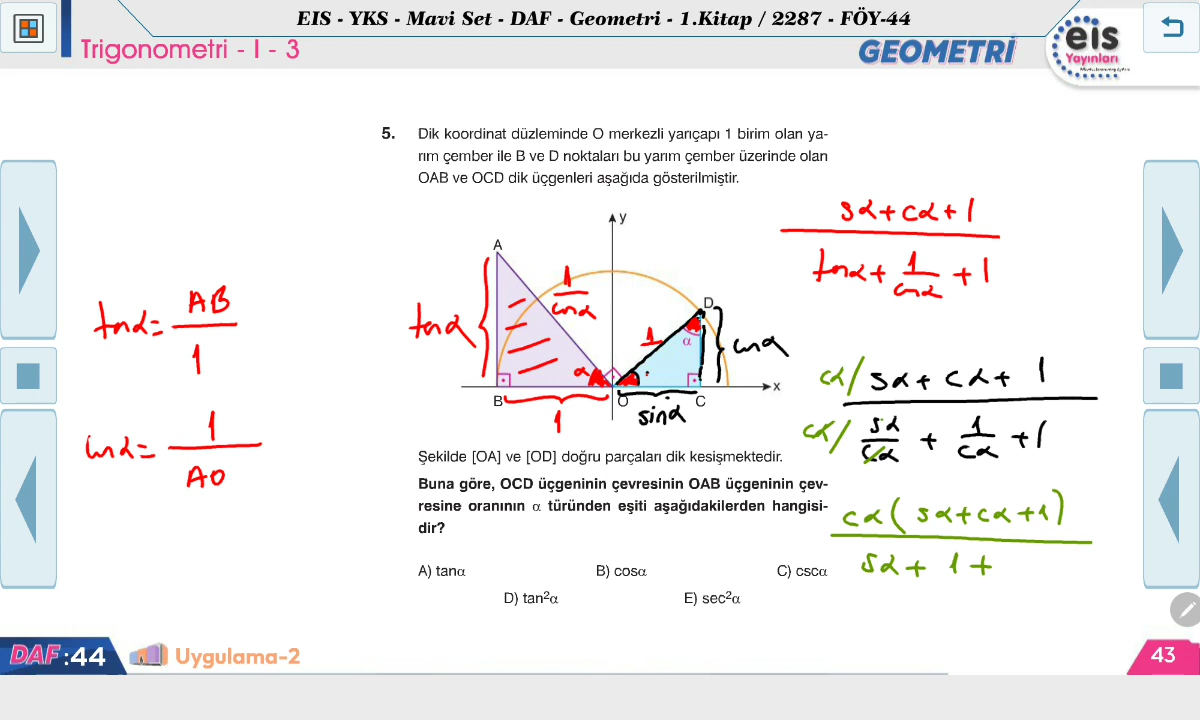 EIS - YKS - Mavi Set - DAF - Geometri - 1.Kitap / 2287 - FÖY-44
Trigonometri - I - 3
GEOMETRİ
eis
Yayınları
5. Dik koordinat düzleminde O merkezli yarıçapı 1 birim olan ya-
rım çember ile B ve D noktaları bu yarım çember üzerinde olan
OAB ve OCD dik üçgenleri aşağıda gösterilmiştir.
y
A
D
α
x
B
O
C
tanα
1/cosα
α
1
1
cosα
sinα
tanα = AB/1
cosα = 1/AO
sα+cα+1
tanα + 1/cosα + 1
cα/ sα + cα + 1
cα/ sα/cα + 1/cα + 1
cα(sα+cα+1)
sα + 1 +
Şekilde [OA] ve [OD] doğru parçaları dik kesişmektedir.
Buna göre, OCD üçgeninin çevresinin OAB üçgeninin çev-
resine oranının α türünden eşiti aşağıdakilerden hangisi-
dir?
A) tanα B) cosα C) cscα
D) tan²α E) sec²α
DAF:44
Uygulama-2
43